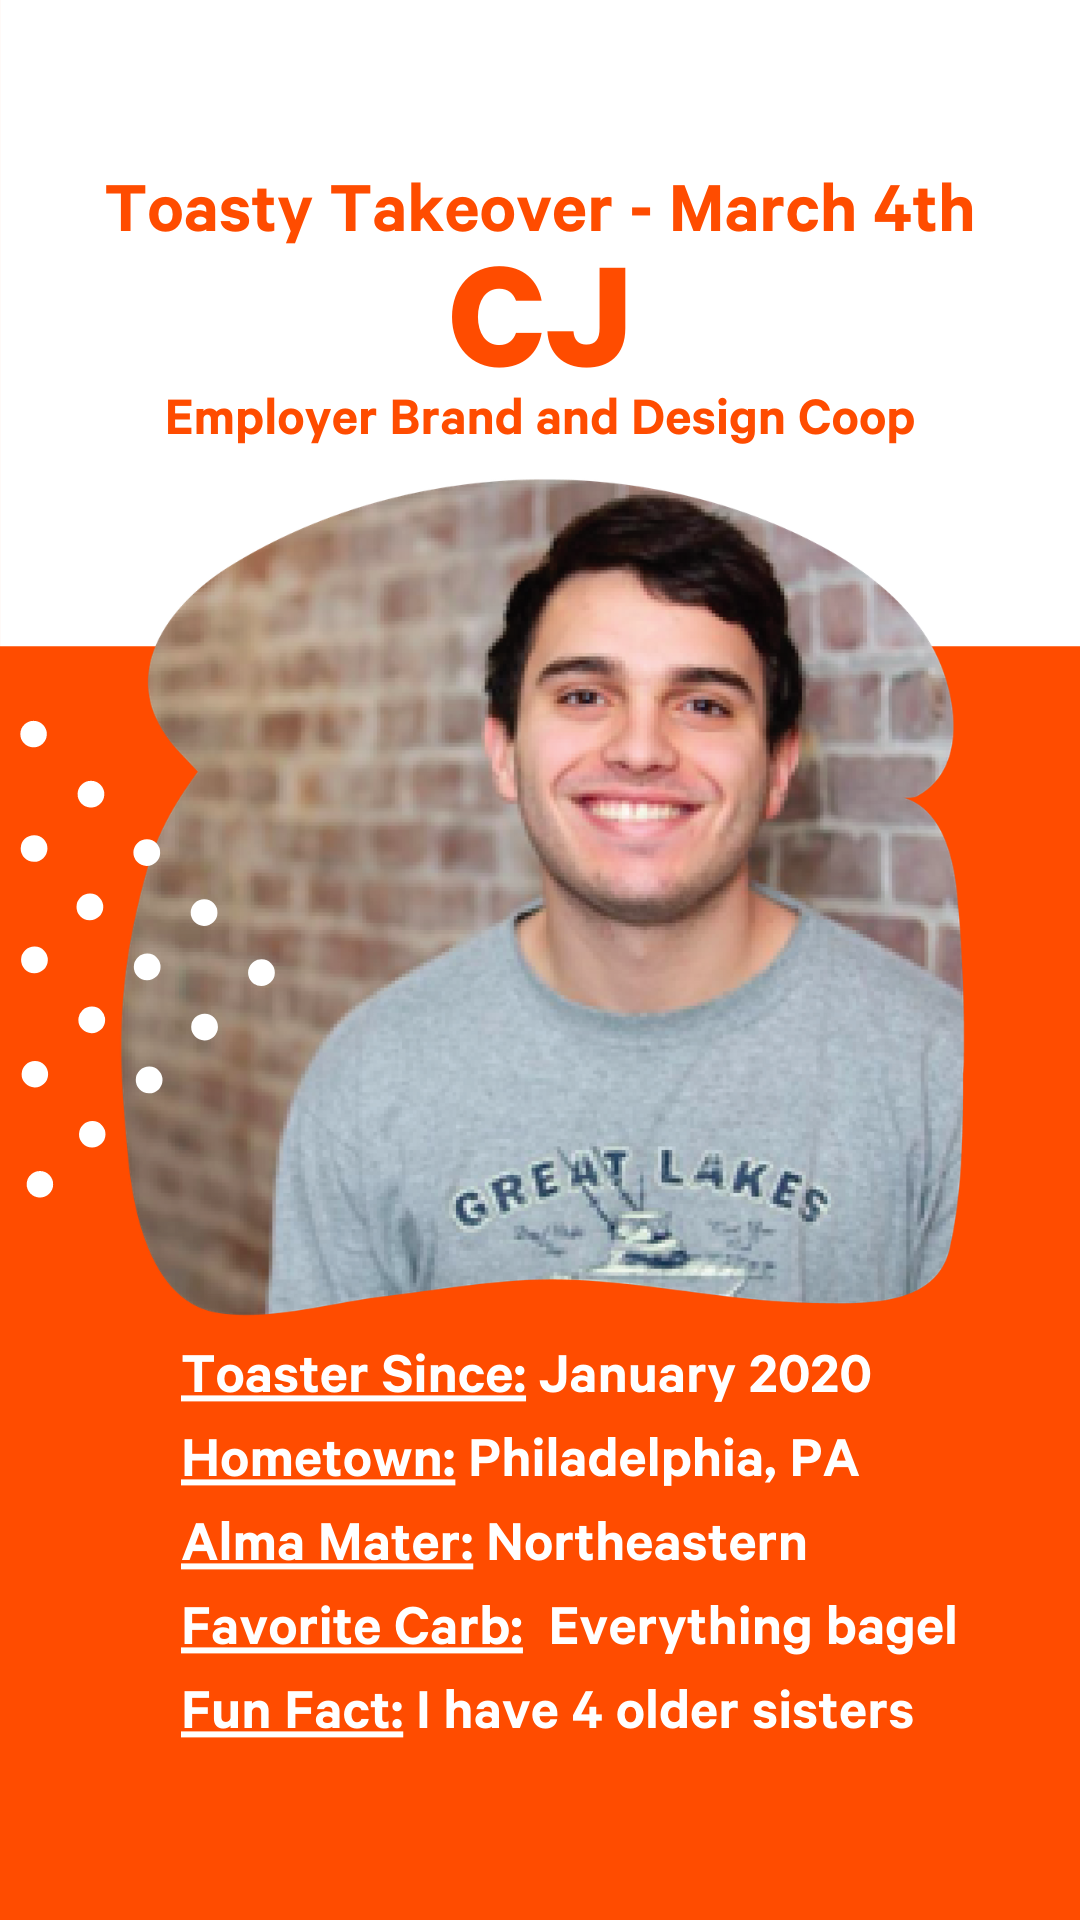 Toasty Takeover - March 4th
CJ
Employer Brand and Design Coop
GREAT LAKES
Toaster Since: January 2020
Hometown: Philadelphia, PA
Alma Mater: Northeastern
Favorite Carb:  Everything bagel
Fun Fact: I have 4 older sisters